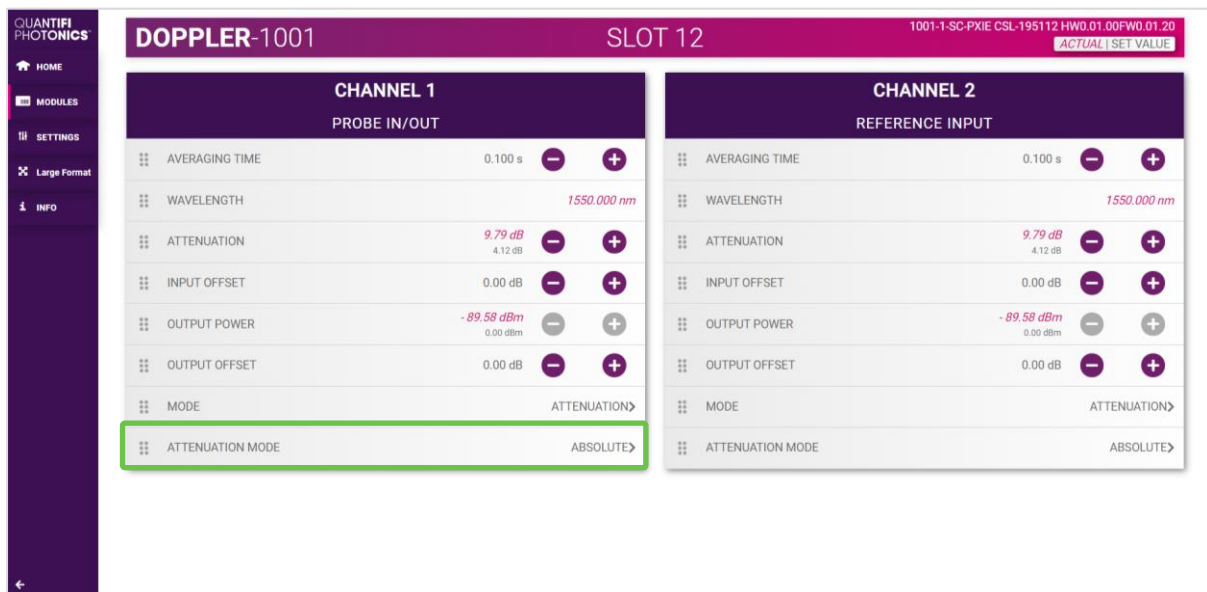 QUANTIFI
PHOTONICS
HOME
MODULES
SETTINGS
Large Format
INFO
DOPPLER-1001
SLOT 12
1001-1-SC-PXIE CSL-195112 HW0.01.00FW0.01.20
ACTUAL | SET VALUE
CHANNEL 1
PROBE IN/OUT
AVERAGING TIME 0.100 s
WAVELENGTH 1550.000 nm
ATTENUATION 9.79 dB
4.12 dB
INPUT OFFSET 0.00 dB
OUTPUT POWER - 89.58 dBm
0.00 dBm
OUTPUT OFFSET 0.00 dB
MODE ATTENUATION>
ATTENUATION MODE ABSOLUTE>
CHANNEL 2
REFERENCE INPUT
AVERAGING TIME 0.100 s
WAVELENGTH 1550.000 nm
ATTENUATION 9.79 dB
4.12 dB
INPUT OFFSET 0.00 dB
OUTPUT POWER - 89.58 dBm
0.00 dBm
OUTPUT OFFSET 0.00 dB
MODE ATTENUATION>
ATTENUATION MODE ABSOLUTE>